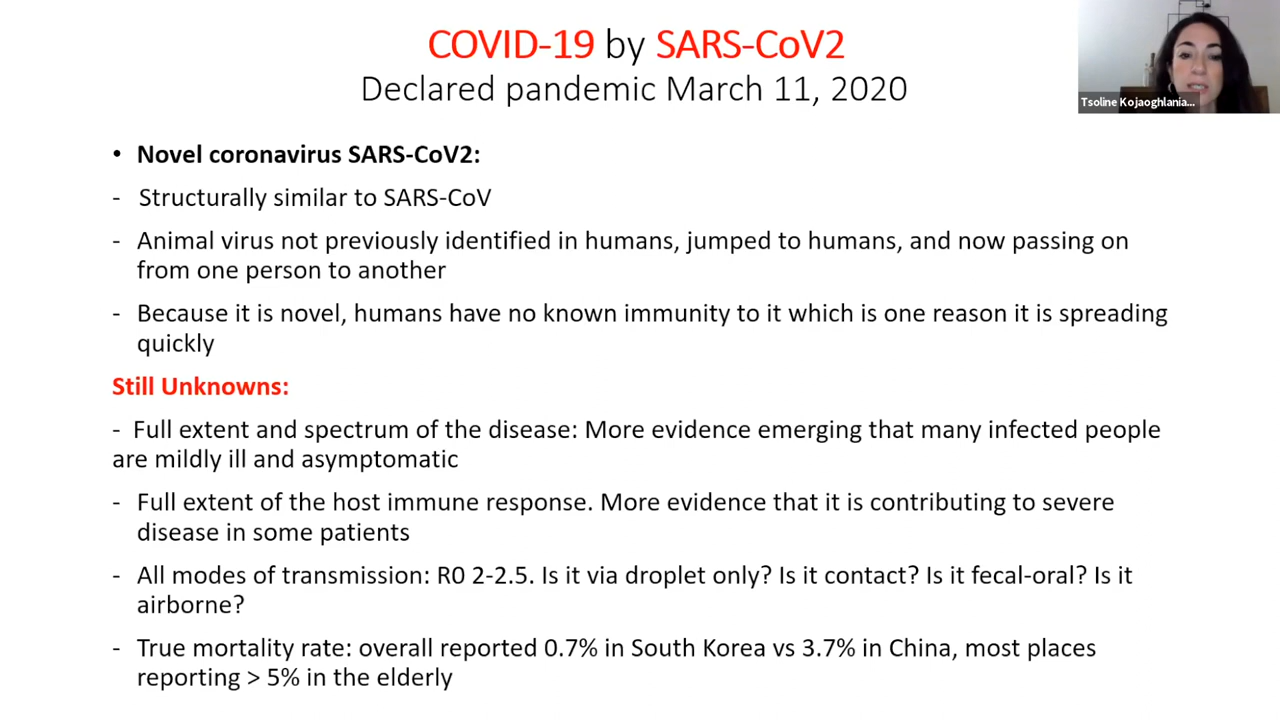 COVID-19 by SARS-CoV2
Declared pandemic March 11, 2020
Tsoline Kojaoghlania...
• Novel coronavirus SARS-CoV2:
- Structurally similar to SARS-CoV
- Animal virus not previously identified in humans, jumped to humans, and now passing on
from one person to another
- Because it is novel, humans have no known immunity to it which is one reason it is spreading
quickly
Still Unknowns:
- Full extent and spectrum of the disease: More evidence emerging that many infected people
are mildly ill and asymptomatic
- Full extent of the host immune response. More evidence that it is contributing to severe
disease in some patients
- All modes of transmission: R0 2-2.5. Is it via droplet only? Is it contact? Is it fecal-oral? Is it
airborne?
- True mortality rate: overall reported 0.7% in South Korea vs 3.7% in China, most places
reporting > 5% in the elderly